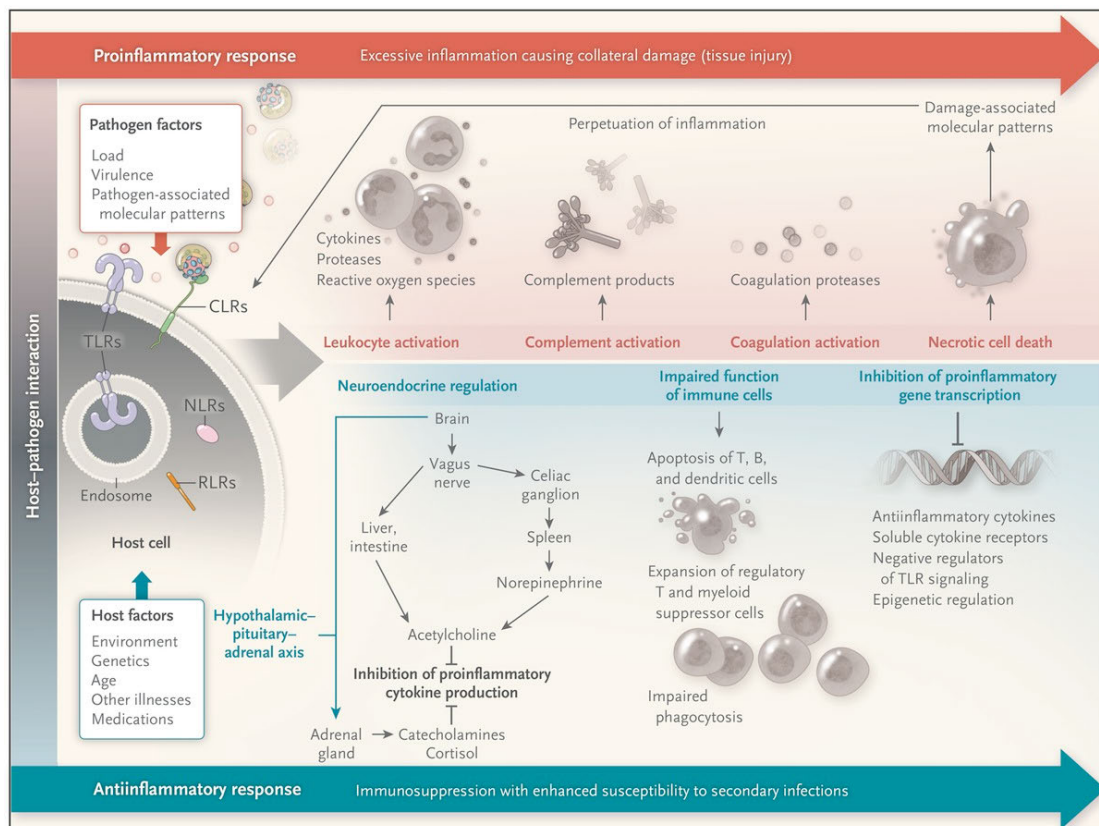 Proinflammatory response
Excessive inflammation causing collateral damage (tissue injury)
Host–pathogen interaction
Pathogen factors
Load
Virulence
Pathogen-associated
molecular patterns
TLRs
CLRs
NLRs
RLRs
Endosome
Host cell
Host factors
Environment
Genetics
Age
Other illnesses
Medications
Perpetuation of inflammation
Damage-associated
molecular patterns
Cytokines
Proteases
Reactive oxygen species
Complement products
Coagulation proteases
Leukocyte activation
Complement activation
Coagulation activation
Necrotic cell death
Neuroendocrine regulation
Brain
Vagus
nerve
Celiac
ganglion
Liver,
intestine
Spleen
Norepinephrine
Hypothalamic–
pituitary–
adrenal axis
Acetylcholine
Inhibition of proinflammatory
cytokine production
Adrenal
gland
Catecholamines
Cortisol
Impaired function
of immune cells
Apoptosis of T, B,
and dendritic cells
Expansion of regulatory
T and myeloid
suppressor cells
Impaired
phagocytosis
Inhibition of proinflammatory
gene transcription
Antiinflammatory cytokines
Soluble cytokine receptors
Negative regulators
of TLR signaling
Epigenetic regulation
Antiinflammatory response
Immunosuppression with enhanced susceptibility to secondary infections